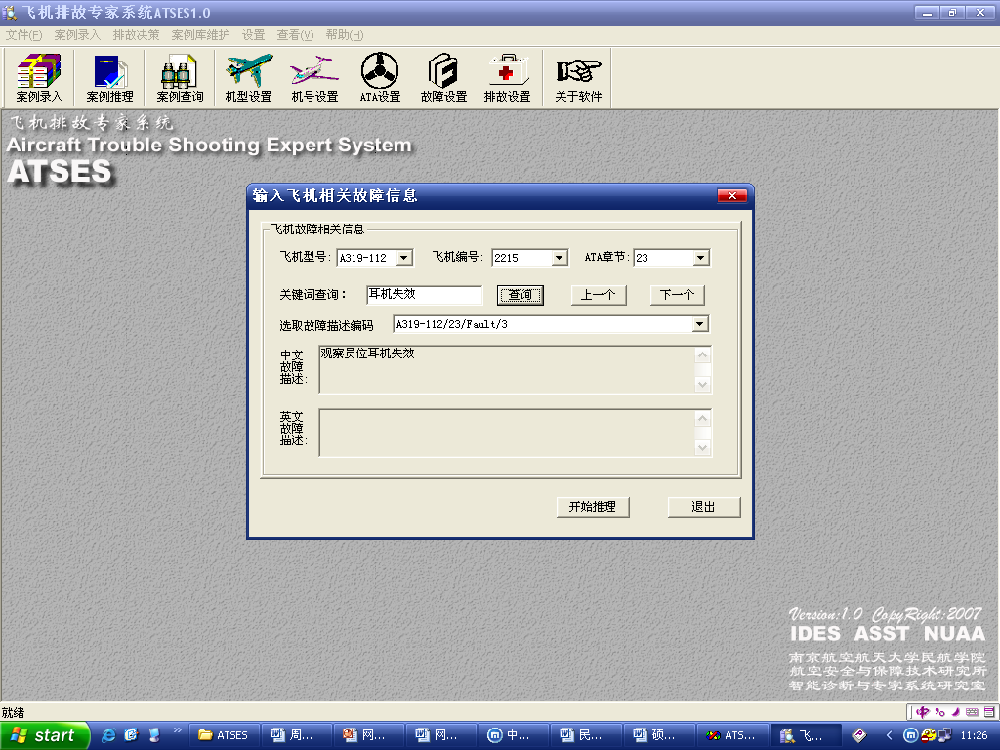 飞机排故专家系统ATSES1.0
文件(F) 案例录入 排故决策 案例库维护 设置 查看(V) 帮助(H)
案例录入 案例推理 案例查询 机型设置 机号设置 ATA设置 故障设置 排故设置 关于软件
飞机排故专家系统
Aircraft Trouble Shooting Expert System
ATSES
输入飞机相关故障信息
飞机故障相关信息
飞机型号: A319-112 飞机编号: 2215 ATA章节: 23
关键词查询: 耳机失效 查询 上一个 下一个
选取故障描述编码 A319-112/23/Fault/3
中文
故障
描述:
观察员位耳机失效
英文
故障
描述:
开始推理 退出
Version:1.0 CopyRight:2007
IDES ASST NUAA
南京航空航天大学民航学院
航空安全与保障技术研究所
智能诊断与专家系统研究室
就绪
中
start ATSES 周... 网... 网... 中... 民... 硕... ATS... 飞... 11:26